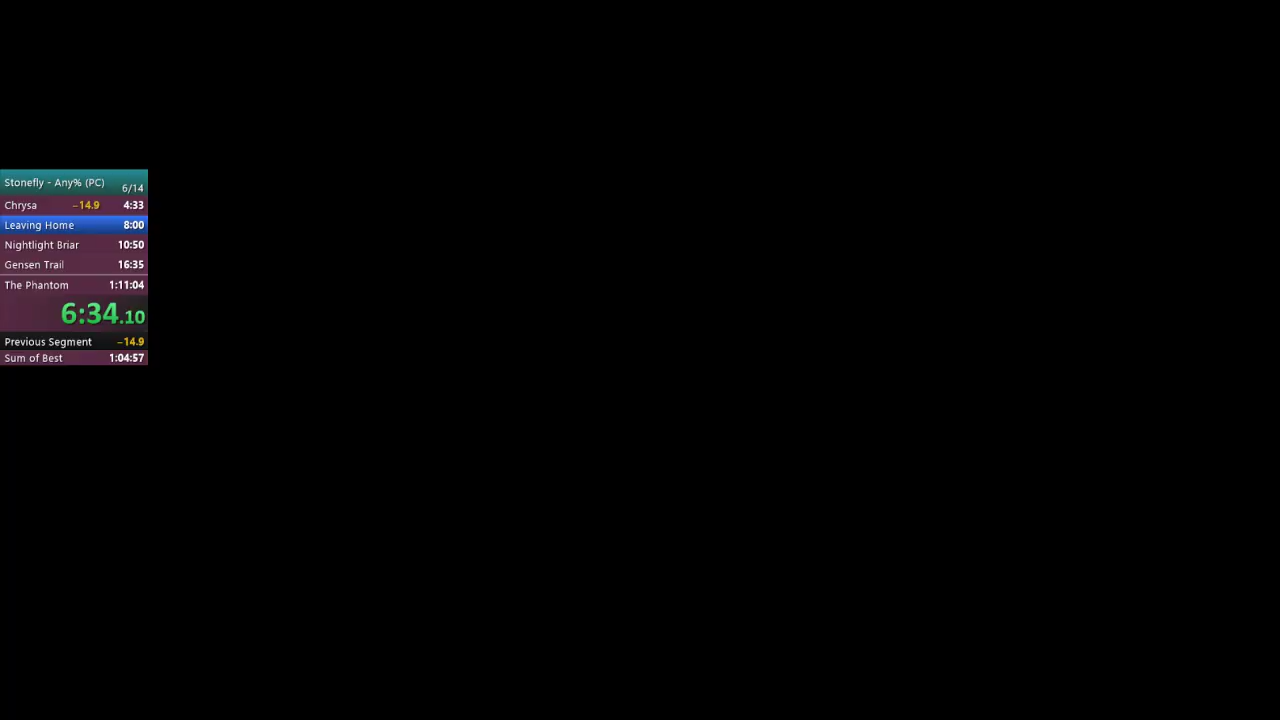 Stonefly - Any% (PC)
6/14
Chrysa −14.9 4:33
Leaving Home 8:00
Nightlight Briar 10:50
Gensen Trail 16:35
The Phantom 1:11:04
6:34.10
Previous Segment −14.9
Sum of Best 1:04:57